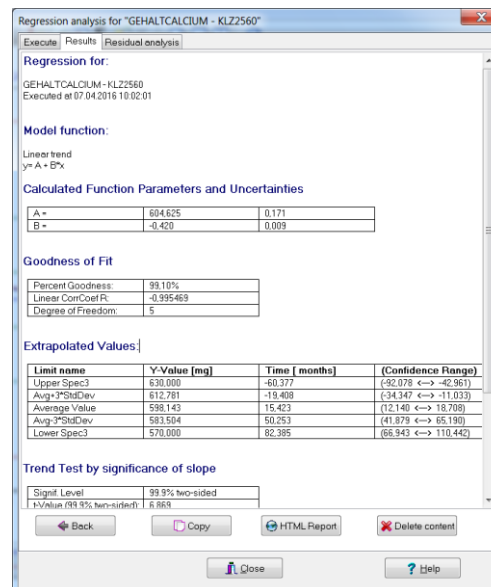 Regression analysis for "GEHALTCALCIUM - KLZ2560"
Execute Results Residual analysis
Regression for:
GEHALTCALCIUM - KLZ2560
Executed at 07.04.2016 10:02:01
Model function:
Linear trend
y= A + B*x
Calculated Function Parameters and Uncertainties
A = 604,625 0,171
B = -0,420 0,009
Goodness of Fit
Percent Goodness: 99,10%
Linear CorrCoef R: -0,995469
Degree of Freedom: 5
Extrapolated Values:
Limit name Y-Value [mg] Time [ months] (Confidence Range)
Upper Spec3 630,000 -60,377 (-92,078 <--> -42,961)
Avg+3*StdDev 612,781 -19,408 (-34,347 <--> -11,033)
Average Value 598,143 15,423 (12,140 <--> 18,708)
Avg-3*StdDev 583,504 50,253 (41,879 <--> 65,190)
Lower Spec3 570,000 82,385 (66,943 <--> 110,442)
Trend Test by significance of slope
Signif. Level 99.9% two-sided
t-Value (99.9% two-sided): 6,869
Back Copy HTML Report Delete content
Close ? Help